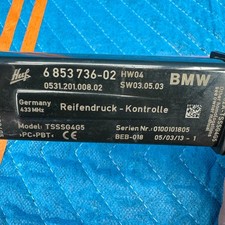 Huf 6 853 736-02 HW04 BMW
0531.201.008.02 SW03.05.03
Germany
433 MHz
Reifendruck - Kontrolle
Model: TSSSG4G5 Serien Nr.: 0100101805
>PC+PBT< BEB-018 05/03/13 - 1